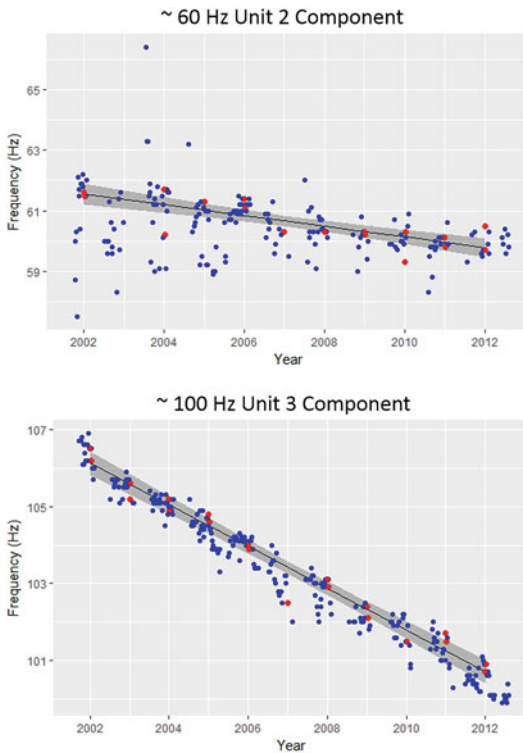 ~ 60 Hz Unit 2 Component
Frequency (Hz)
65
63
61
59
2002 2004 2006 2008 2010 2012
Year
~ 100 Hz Unit 3 Component
Frequency (Hz)
107
105
103
101
2002 2004 2006 2008 2010 2012
Year